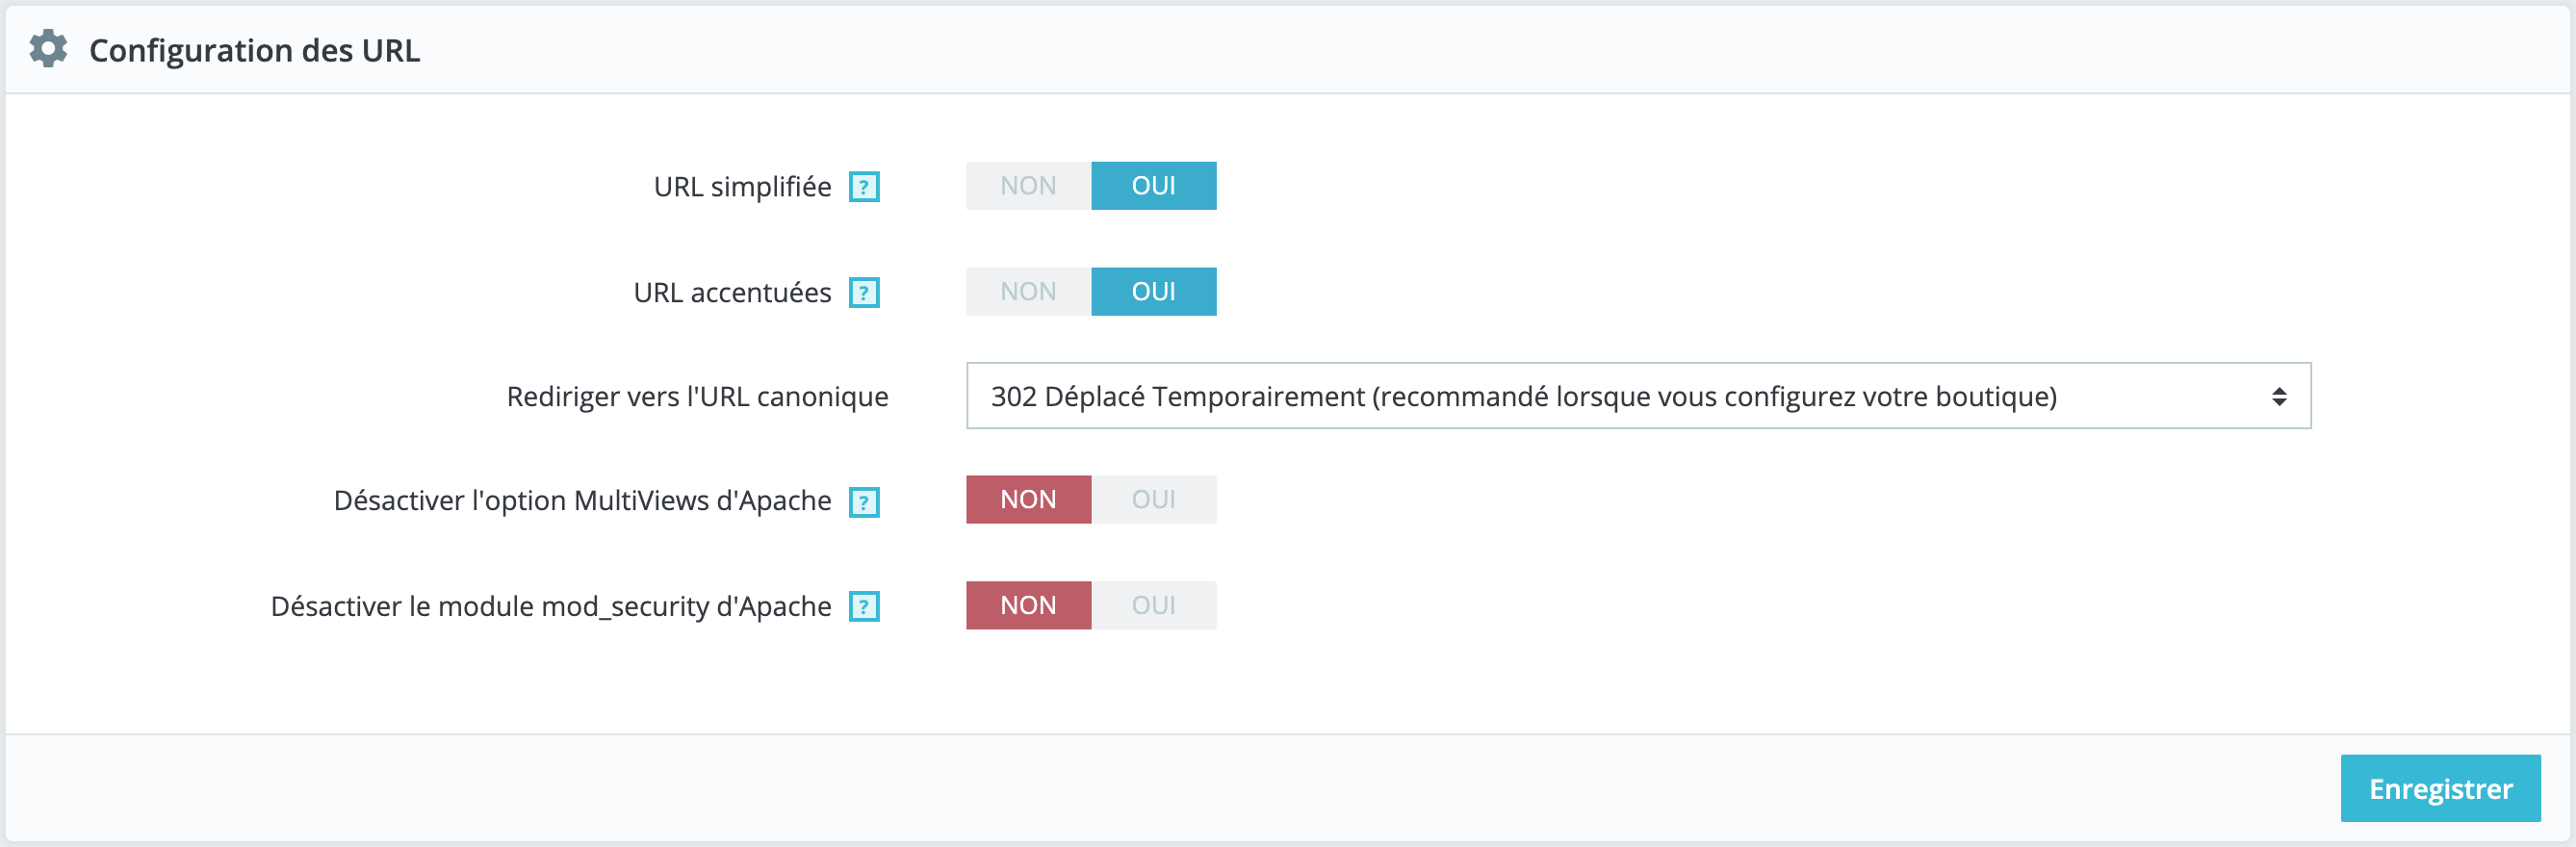 Configuration des URL
URL simplifiée ? NON OUI
URL accentuées ? NON OUI
Rediriger vers l'URL canonique 302 Déplacé Temporairement (recommandé lorsque vous configurez votre boutique)
Désactiver l'option MultiViews d'Apache ? NON OUI
Désactiver le module mod_security d'Apache ? NON OUI
Enregistrer